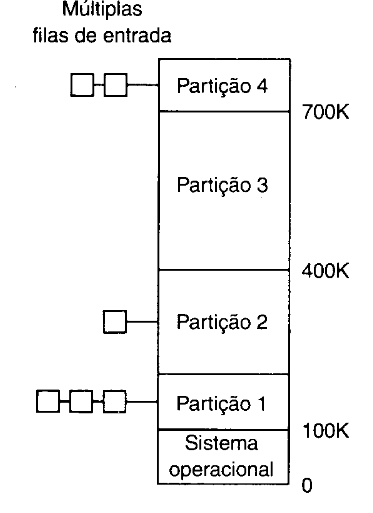 Múltiplas
filas de entrada
Partição 4
700K
Partição 3
400K
Partição 2
Partição 1
100K
Sistema
operacional
0